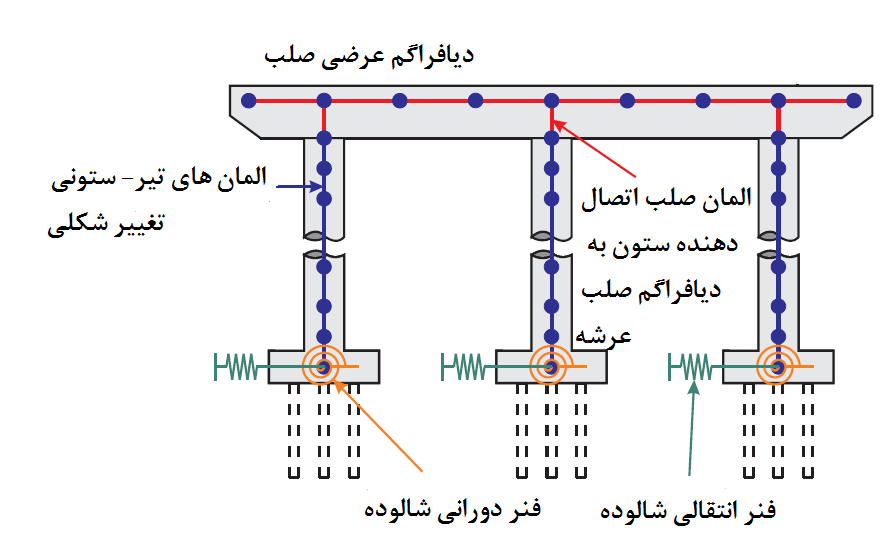 دیافراگم عرضی صلب
المان های تیر- ستونی
تغییر شکلی
المان صلب اتصال
دهنده ستون به
دیافراگم صلب
عرشه
فنر دورانی شالوده
فنر انتقالی شالوده